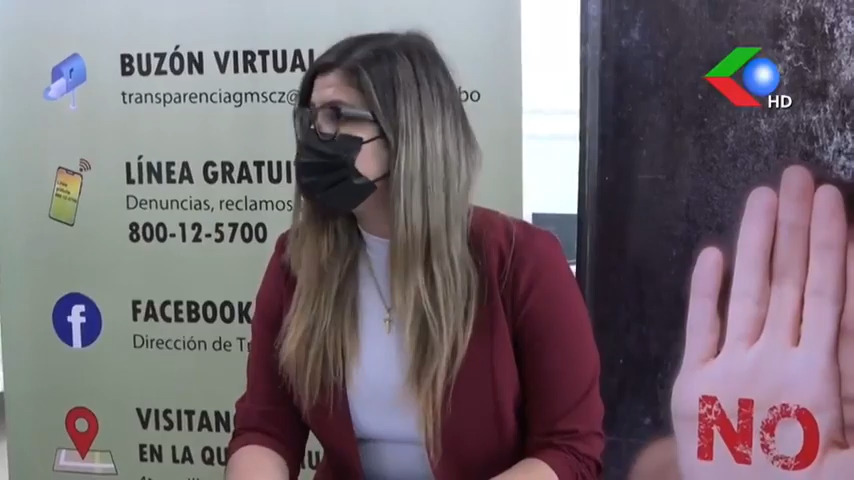 BUZÓN VIRTUAL
transparenciagmscz@
LÍNEA GRATUI
Denuncias, reclamos
800-12-5700
FACEBOOK
Dirección de Tr
VISITAN
EN LA QU
HD
NO